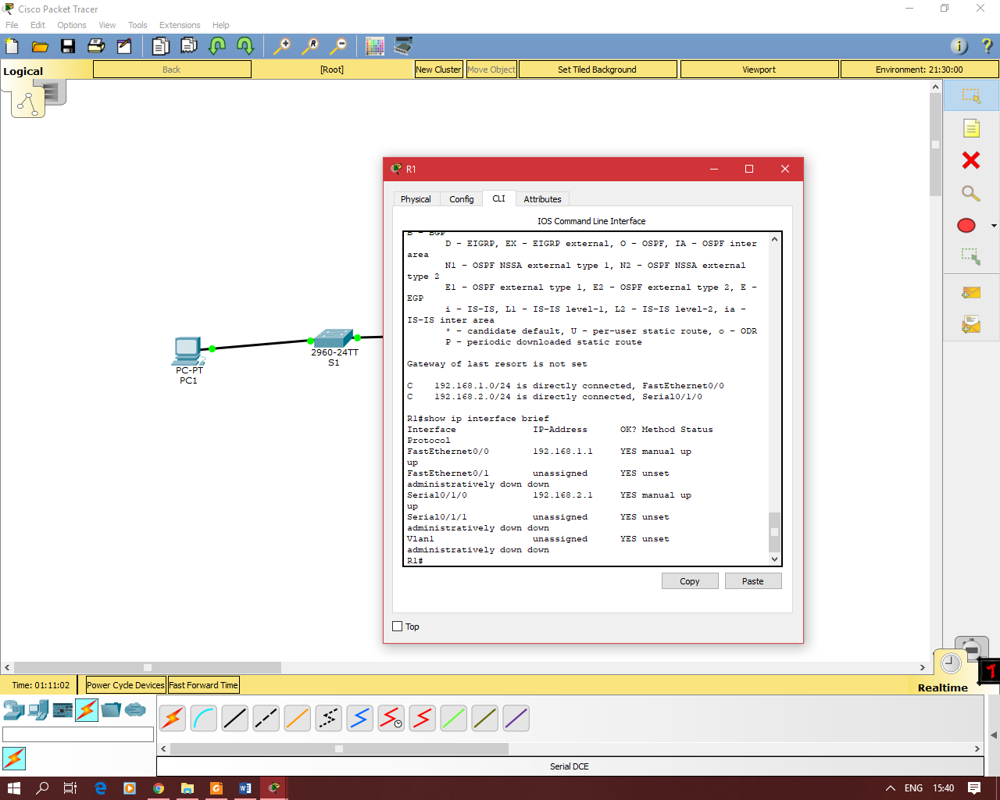 Cisco Packet Tracer
File Edit Options View Tools Extensions Help
Logical
Back
[Root]
New Cluster
Move Object
Set Tiled Background
Viewport
Environment: 21:30:00
PC-PT
PC1
2960-24TT
S1
R1
Physical
Config
CLI
Attributes
IOS Command Line Interface
B - BGP
D - EIGRP, EX - EIGRP external, O - OSPF, IA - OSPF inter
area
N1 - OSPF NSSA external type 1, N2 - OSPF NSSA external
type 2
E1 - OSPF external type 1, E2 - OSPF external type 2, E -
EGP
i - IS-IS, L1 - IS-IS level-1, L2 - IS-IS level-2, ia -
IS-IS inter area
* - candidate default, U - per-user static route, o - ODR
P - periodic downloaded static route
Gateway of last resort is not set
C 192.168.1.0/24 is directly connected, FastEthernet0/0
C 192.168.2.0/24 is directly connected, Serial0/1/0
R1#show ip interface brief
Interface IP-Address OK? Method Status
Protocol
FastEthernet0/0 192.168.1.1 YES manual up
up
FastEthernet0/1 unassigned YES unset
administratively down down
Serial0/1/0 192.168.2.1 YES manual up
up
Serial0/1/1 unassigned YES unset
administratively down down
Vlan1 unassigned YES unset
administratively down down
R1#
Copy
Paste
Top
Time: 01:11:02
Power Cycle Devices
Fast Forward Time
Realtime
Serial DCE
ENG
15:40